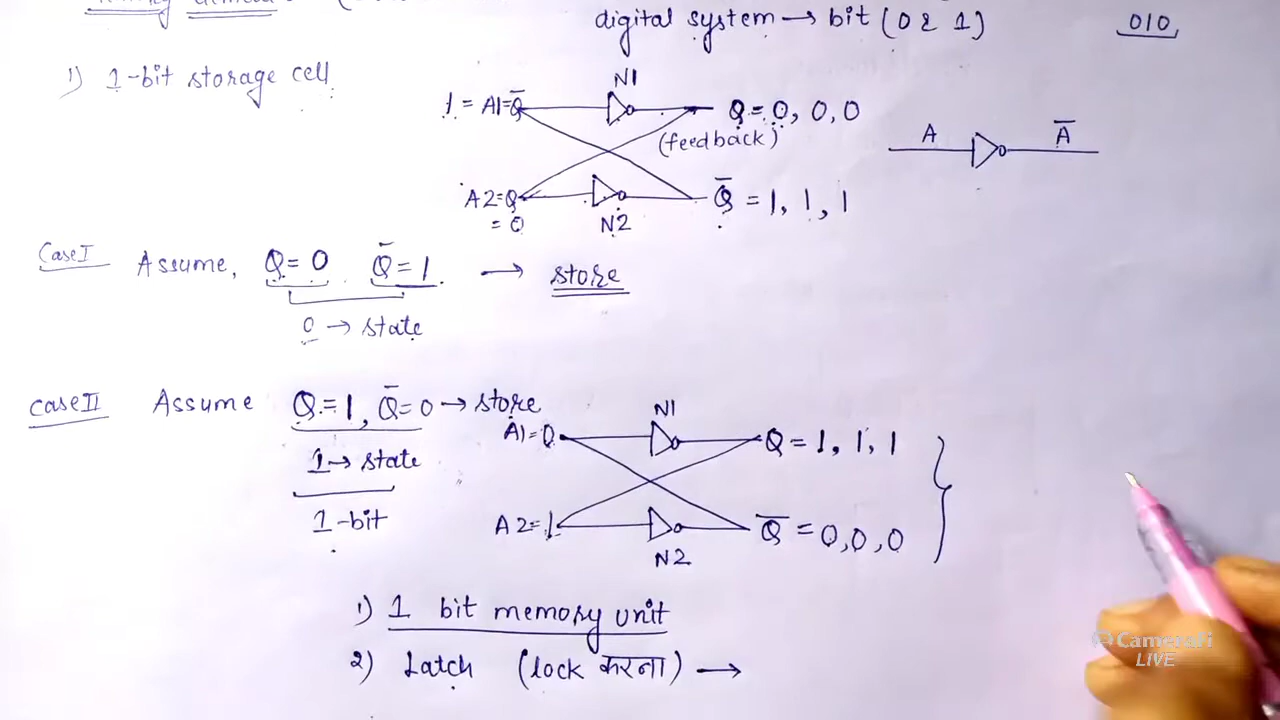 digital system → bit (0 & 1) 010
1) 1-bit storage cell
N1
1 = A1=Q̅ Q = 0, 0, 0
(feedback)
A A̅
A2=Q Q̅ = 1, 1, 1
= 0 N2
Case I Assume, Q=0 Q̅=1 → store
0 → state
Case II Assume Q=1, Q̅=0 → store
N1
A1=0 Q = 1, 1, 1
1 → state
1-bit
A2=1 Q̅ = 0,0,0
N2
1) 1 bit memory unit
2) Latch (lock करना) →
CameraFi
LIVE